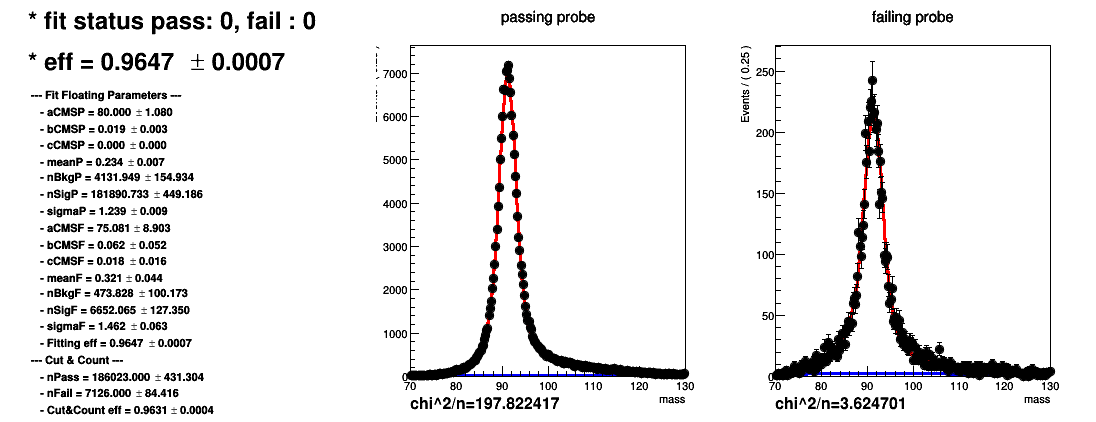 * fit status pass: 0, fail : 0
* eff = 0.9647 ± 0.0007
--- Fit Floating Parameters ---
- aCMSP = 80.000 ± 1.080
- bCMSP = 0.019 ± 0.003
- cCMSP = 0.000 ± 0.000
- meanP = 0.234 ± 0.007
- nBkgP = 4131.949 ± 154.934
- nSigP = 181890.733 ± 449.186
- sigmaP = 1.239 ± 0.009
- aCMSF = 75.081 ± 8.903
- bCMSF = 0.062 ± 0.052
- cCMSF = 0.018 ± 0.016
- meanF = 0.321 ± 0.044
- nBkgF = 473.828 ± 100.173
- nSigF = 6652.065 ± 127.350
- sigmaF = 1.462 ± 0.063
- Fitting eff = 0.9647 ± 0.0007
--- Cut & Count ---
- nPass = 186023.000 ± 431.304
- nFail = 7126.000 ± 84.416
- Cut&Count eff = 0.9631 ± 0.0004
passing probe
7000
6000
5000
4000
3000
2000
1000
0
70 80 90 100 110 120 130
mass
chi^2/n=197.822417
failing probe
Events / ( 0.25 )
250
200
150
100
50
0
70 80 90 100 110 120 130
mass
chi^2/n=3.624701